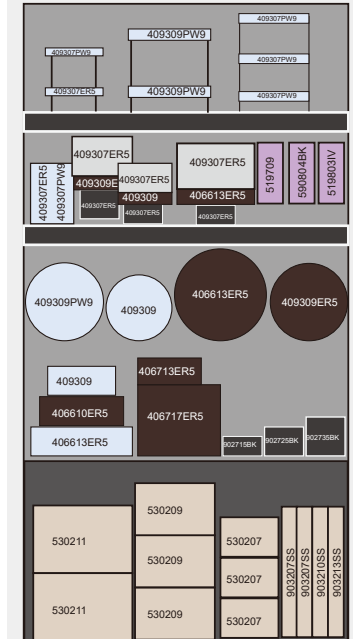 409307PW9
409309PW9
409307PW9
409307PW9
409307ER5
409309PW9
409307PW9
409307ER5
409307PW9
409307ER5
409309E
409307ER5
409307ER5
409309
409307ER5
409307ER5
406613ER5
409307ER5
519709
590804BK
519803IV
409309PW9
409309
406613ER5
409309ER5
409309
406610ER5
406613ER5
406713ER5
406717ER5
902715BK
902725BK
902735BK
530211
530211
530209
530209
530209
530207
530207
530207
903207SS
903207SS
903210SS
903213SS